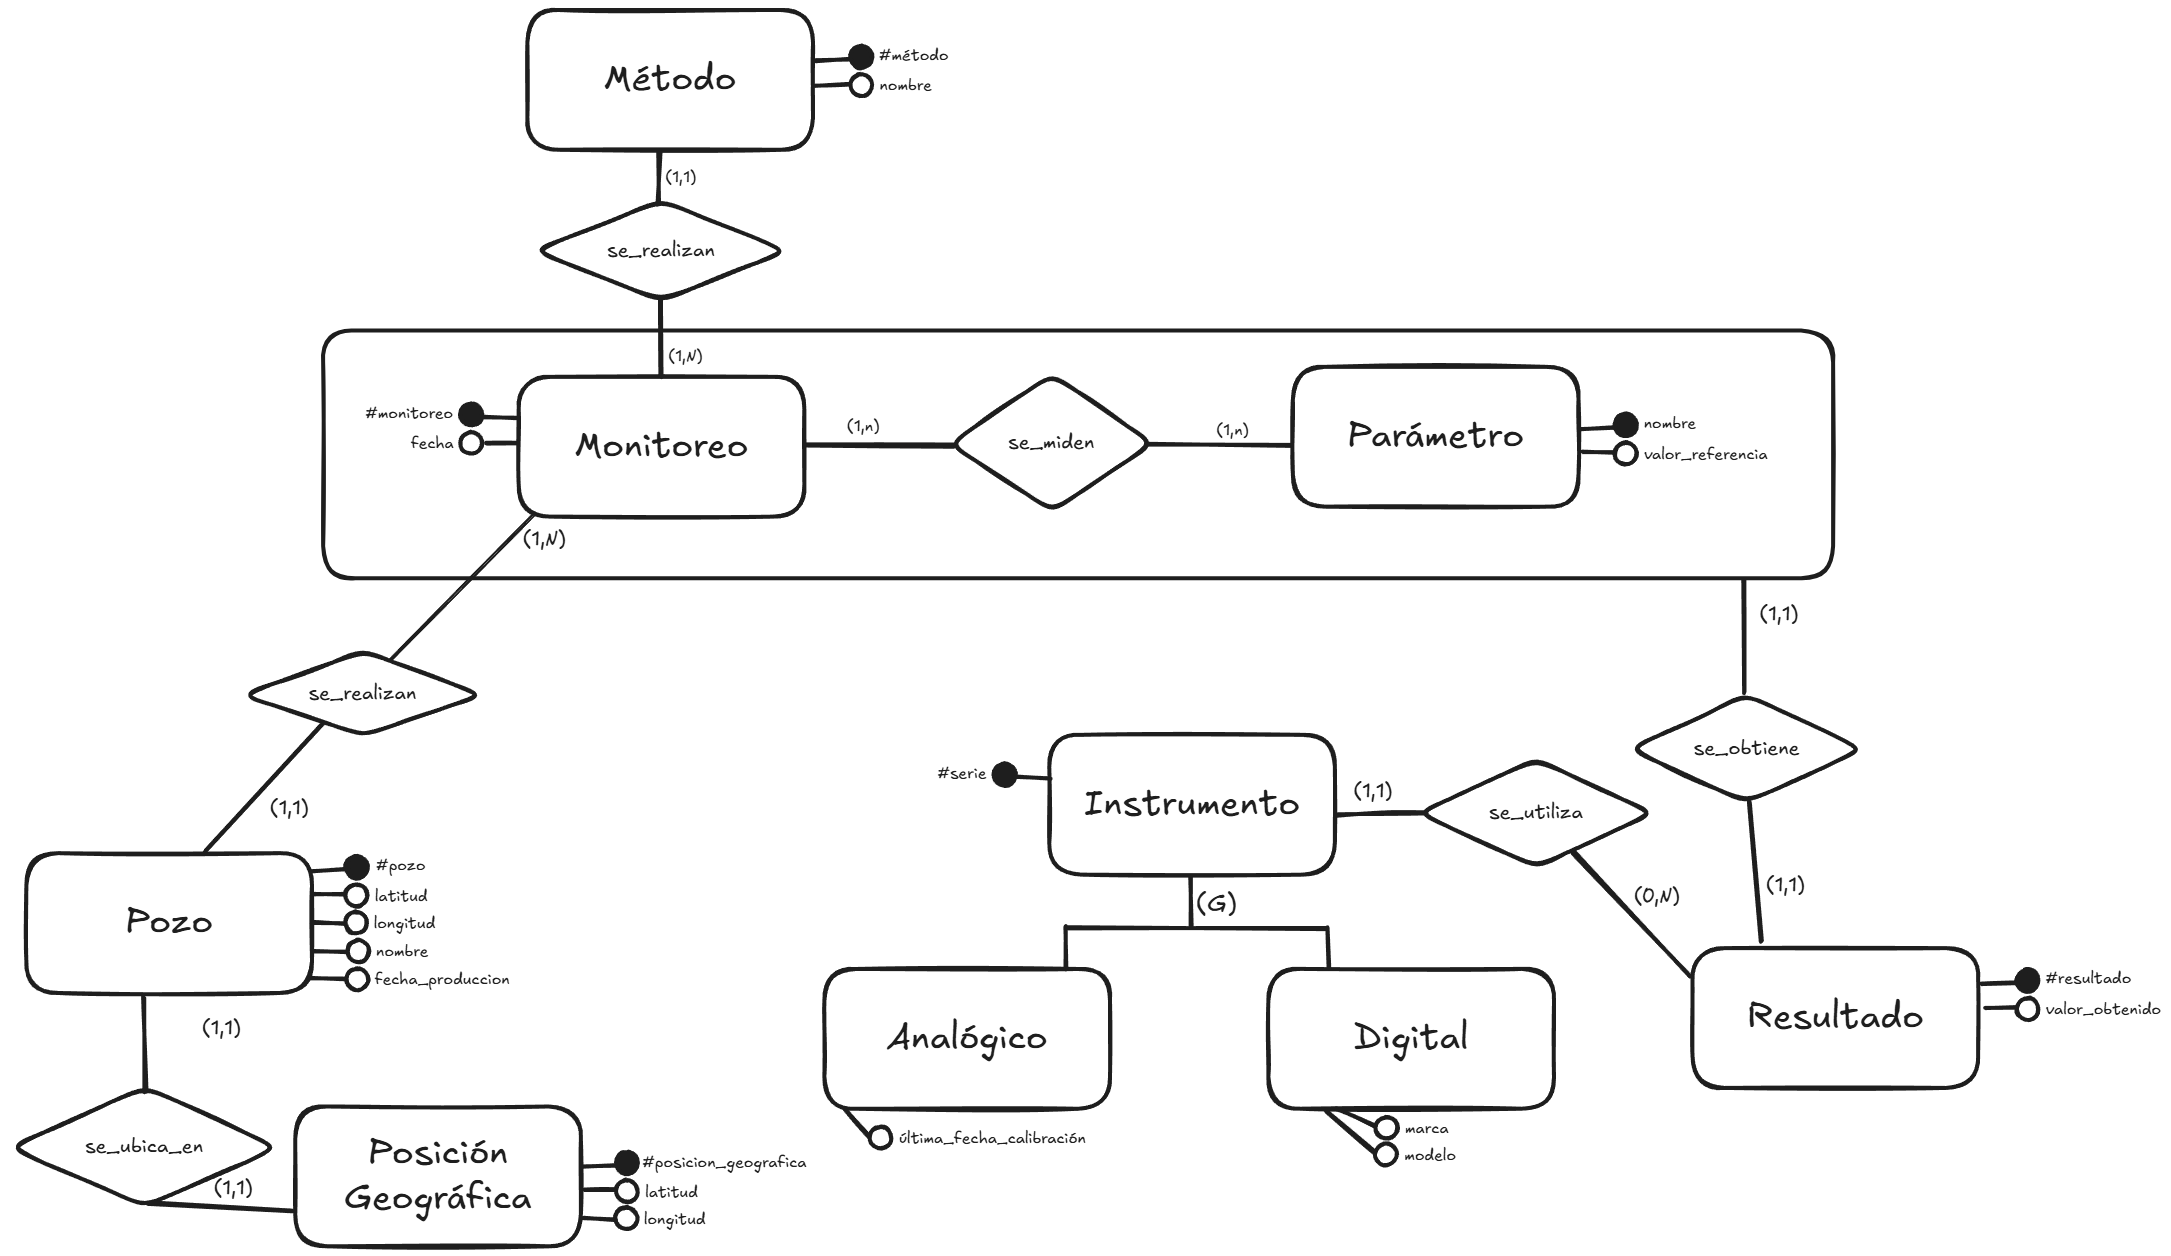 Método
#método
nombre
(1,1)
se_realizan
(1,N)
#monitoreo
fecha
Monitoreo
(1,n)
se_miden
(1,n)
Parámetro
nombre
valor_referencia
(1,N)
(1,1)
se_realizan
se_obtiene
(1,1)
#serie
Instrumento
(1,1)
se_utiliza
(0,N)
(1,1)
(G)
Pozo
#pozo
latitud
longitud
nombre
fecha_produccion
Analógico
Digital
Resultado
#resultado
valor_obtenido
(1,1)
última_fecha_calibración
marca
modelo
se_ubica_en
(1,1)
Posición
Geográfica
#posicion_geografica
latitud
longitud